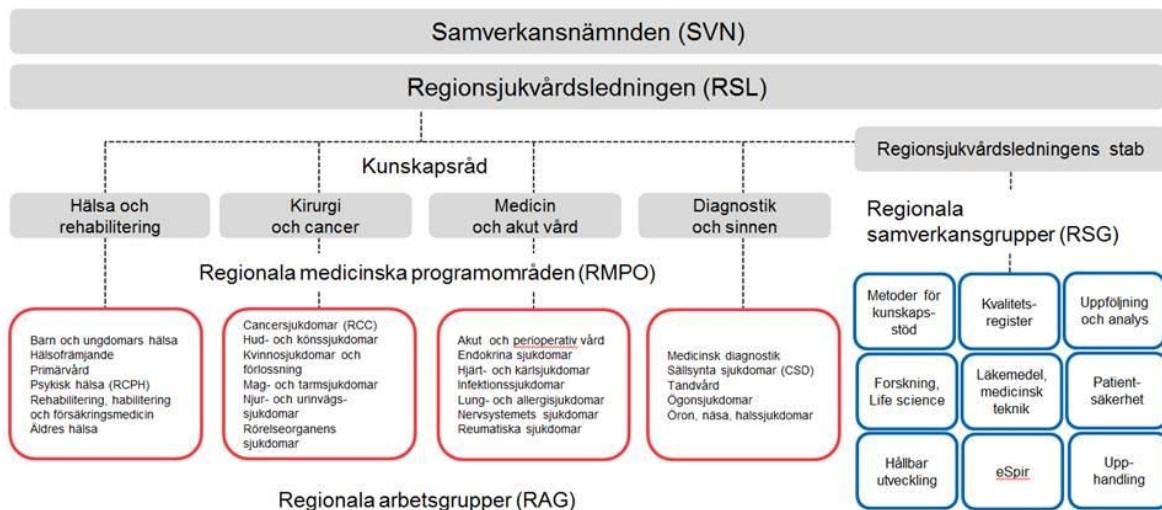 Samverkansnämnden (SVN)
Regionsjukvårdsledningen (RSL)
Kunskapsråd
Regionsjukvårdsledningens stab
Hälsa och
rehabilitering
Kirurgi
och cancer
Medicin
och akut vård
Diagnostik
och sinnen
Regionala
samverkansgrupper (RSG)
Regionala medicinska programområden (RMPO)
Barn och ungdomars hälsa
Hälsofrämjande
Primärvård
Psykisk hälsa (RCPH)
Rehabilitering, habilitering
och försäkringsmedicin
Äldres hälsa
Cancersjukdomar (RCC)
Hud- och könssjukdomar
Kvinnosjukdomar och
förlossning
Mag- och tarmsjukdomar
Njur- och urinvägs-
sjukdomar
Rörelseorganens
sjukdomar
Akut och perioperativ vård
Endokrina sjukdomar
Hjärt- och kärlsjukdomar
Infektionssjukdomar
Lung- och allergisjukdomar
Nervsystemets sjukdomar
Reumatiska sjukdomar
Medicinsk diagnostik
Sällsynta sjukdomar (CSD)
Tandvård
Ögonsjukdomar
Öron, näsa, halssjukdomar
Metoder för
kunskaps-
stöd
Kvalitets-
register
Uppföljning
och analys
Forskning,
Life science
Läkemedel,
medicinsk
teknik
Patient-
säkerhet
Hållbar
utveckling
eSpir
Upp-
handling
Regionala arbetsgrupper (RAG)